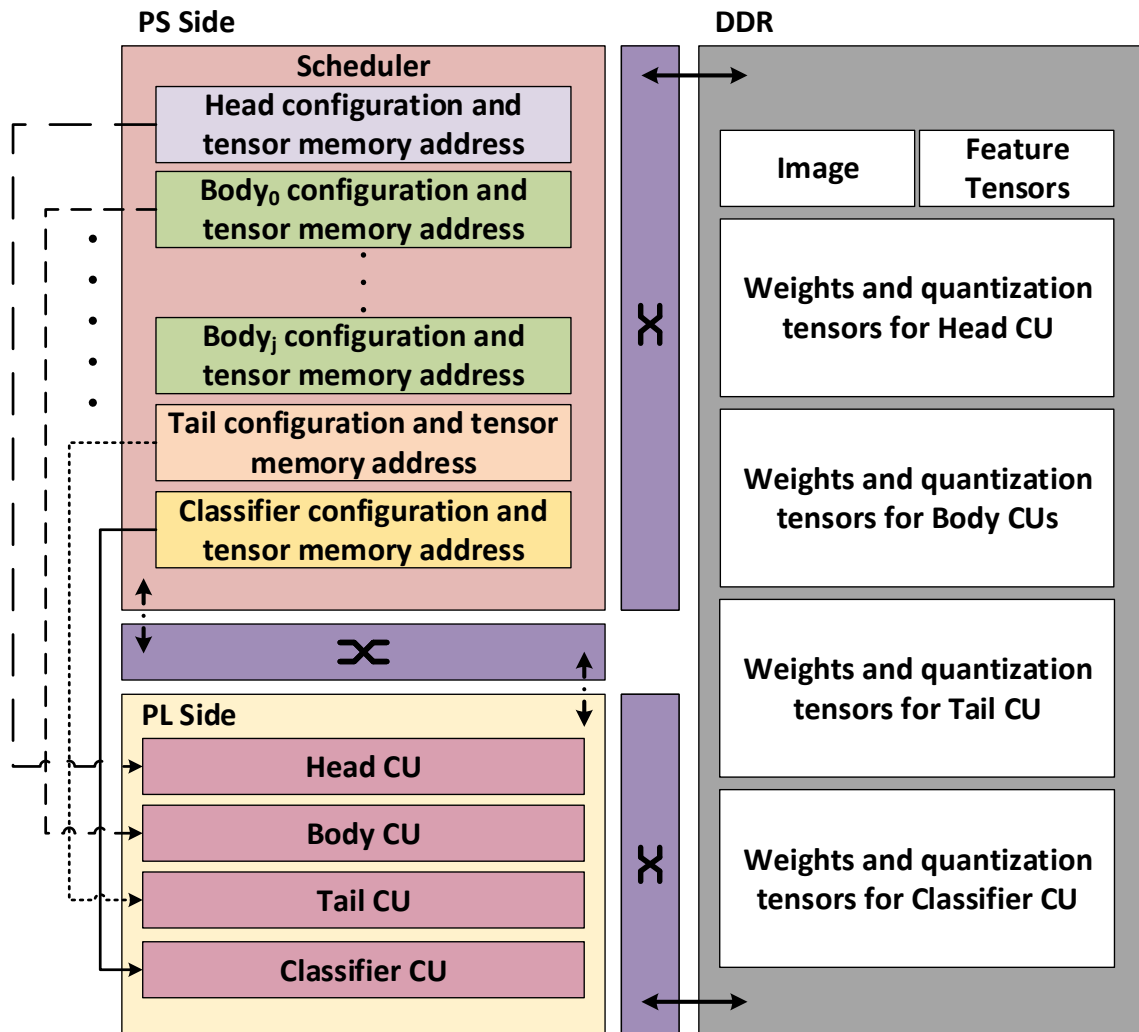 PS Side
Scheduler
Head configuration and
tensor memory address
Body₀ configuration and
tensor memory address
Bodyⱼ configuration and
tensor memory address
Tail configuration and tensor
memory address
Classifier configuration and
tensor memory address
PL Side
Head CU
Body CU
Tail CU
Classifier CU
DDR
Image
Feature
Tensors
Weights and quantization
tensors for Head CU
Weights and quantization
tensors for Body CUs
Weights and quantization
tensors for Tail CU
Weights and quantization
tensors for Classifier CU